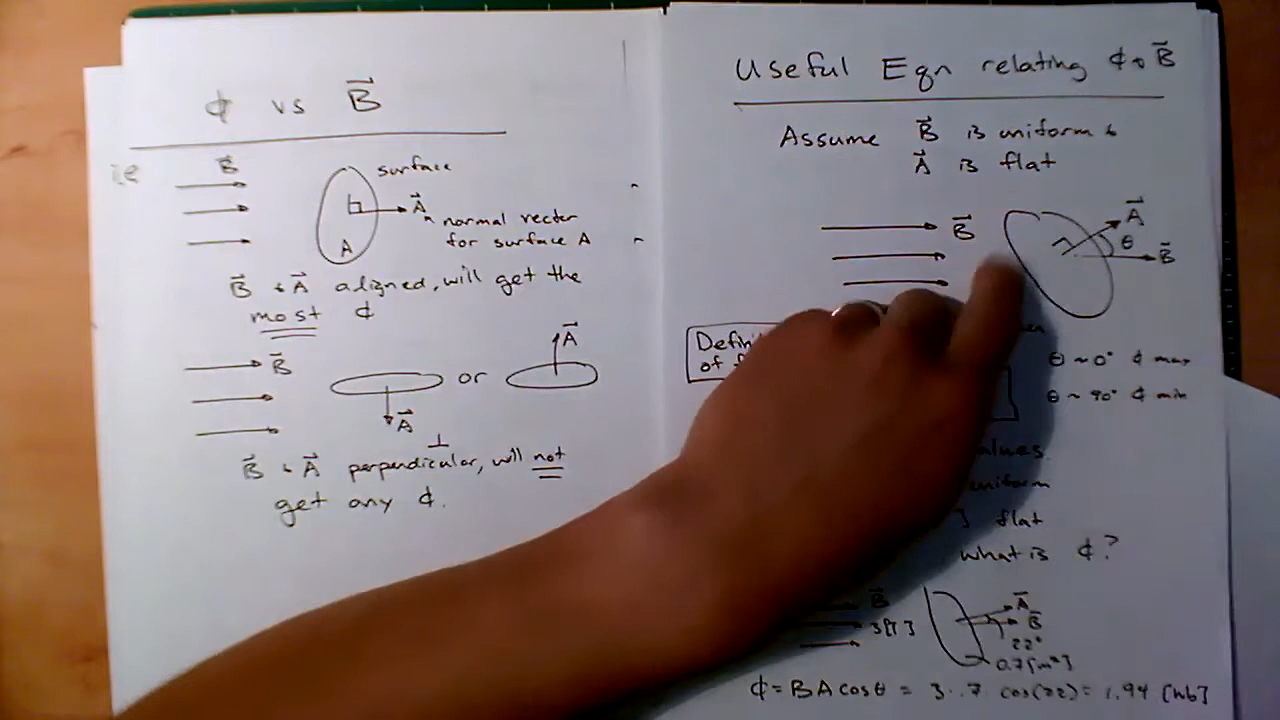 ¢ vs B⃗
i.e
B⃗
surface
A⃗
normal vector
for surface A
A
B⃗ & A⃗ aligned, will get the
most ¢
B⃗
or
A⃗
A⃗
⊥
B⃗ & A⃗ perpendicular, will not
get any ¢.
Useful Eqn relating ¢ & B⃗
Assume B⃗ is uniform &
A⃗ is flat
B⃗
A⃗
θ
B⃗
of
θ ~ 0° ¢ max
θ ~ 90° ¢ min
values
uniform
] flat
what is ¢?
B⃗
3[T]
A⃗
B⃗
22°
0.7[m²]
¢ = BA cosθ = 3 · .7 cos(22) = 1.94 [Wb]